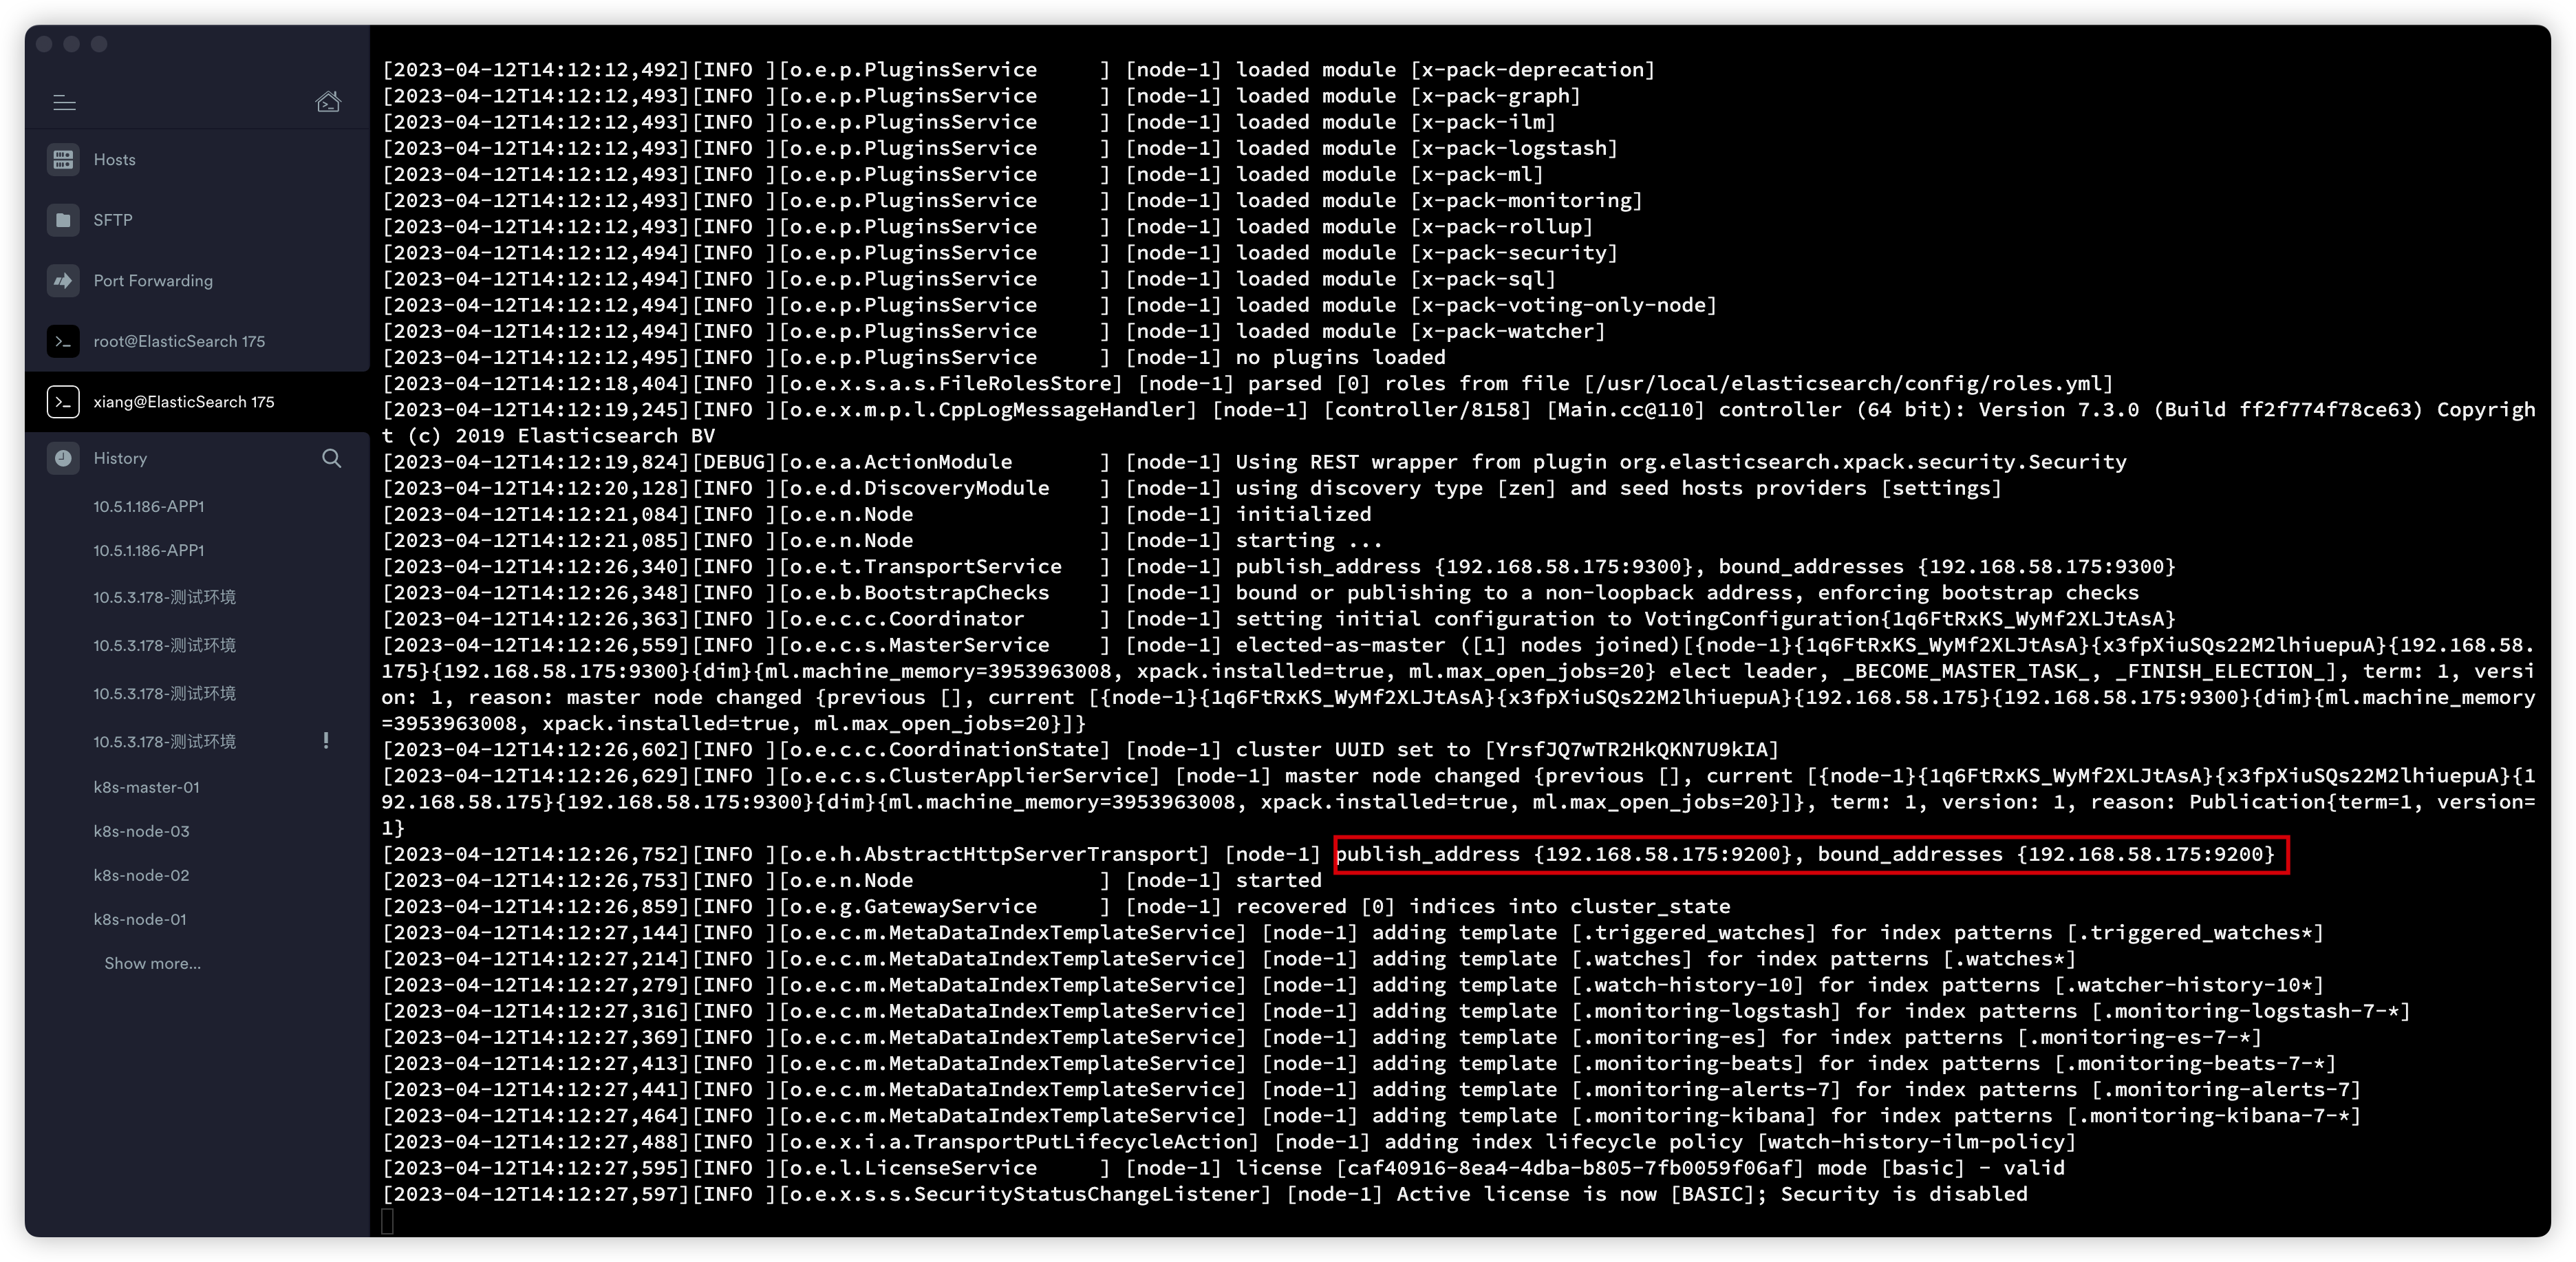 Hosts
SFTP
Port Forwarding
root@ElasticSearch 175
xiang@ElasticSearch 175
History
10.5.1.186-APP1
10.5.1.186-APP1
10.5.3.178-测试环境
10.5.3.178-测试环境
10.5.3.178-测试环境
10.5.3.178-测试环境
k8s-master-01
k8s-node-03
k8s-node-02
k8s-node-01
Show more...
[2023-04-12T14:12:12,492][INFO ][o.e.p.PluginsService     ] [node-1] loaded module [x-pack-deprecation]
[2023-04-12T14:12:12,493][INFO ][o.e.p.PluginsService     ] [node-1] loaded module [x-pack-graph]
[2023-04-12T14:12:12,493][INFO ][o.e.p.PluginsService     ] [node-1] loaded module [x-pack-ilm]
[2023-04-12T14:12:12,493][INFO ][o.e.p.PluginsService     ] [node-1] loaded module [x-pack-logstash]
[2023-04-12T14:12:12,493][INFO ][o.e.p.PluginsService     ] [node-1] loaded module [x-pack-ml]
[2023-04-12T14:12:12,493][INFO ][o.e.p.PluginsService     ] [node-1] loaded module [x-pack-monitoring]
[2023-04-12T14:12:12,493][INFO ][o.e.p.PluginsService     ] [node-1] loaded module [x-pack-rollup]
[2023-04-12T14:12:12,494][INFO ][o.e.p.PluginsService     ] [node-1] loaded module [x-pack-security]
[2023-04-12T14:12:12,494][INFO ][o.e.p.PluginsService     ] [node-1] loaded module [x-pack-sql]
[2023-04-12T14:12:12,494][INFO ][o.e.p.PluginsService     ] [node-1] loaded module [x-pack-voting-only-node]
[2023-04-12T14:12:12,494][INFO ][o.e.p.PluginsService     ] [node-1] loaded module [x-pack-watcher]
[2023-04-12T14:12:12,495][INFO ][o.e.p.PluginsService     ] [node-1] no plugins loaded
[2023-04-12T14:12:18,404][INFO ][o.e.x.s.a.s.FileRolesStore] [node-1] parsed [0] roles from file [/usr/local/elasticsearch/config/roles.yml]
[2023-04-12T14:12:19,245][INFO ][o.e.x.m.p.l.CppLogMessageHandler] [node-1] [controller/8158] [Main.cc@110] controller (64 bit): Version 7.3.0 (Build ff2f774f78ce63) Copyrigh
t (c) 2019 Elasticsearch BV
[2023-04-12T14:12:19,824][DEBUG][o.e.a.ActionModule       ] [node-1] Using REST wrapper from plugin org.elasticsearch.xpack.security.Security
[2023-04-12T14:12:20,128][INFO ][o.e.d.DiscoveryModule    ] [node-1] using discovery type [zen] and seed hosts providers [settings]
[2023-04-12T14:12:21,084][INFO ][o.e.n.Node               ] [node-1] initialized
[2023-04-12T14:12:21,085][INFO ][o.e.n.Node               ] [node-1] starting ...
[2023-04-12T14:12:26,340][INFO ][o.e.t.TransportService   ] [node-1] publish_address {192.168.58.175:9300}, bound_addresses {192.168.58.175:9300}
[2023-04-12T14:12:26,348][INFO ][o.e.b.BootstrapChecks    ] [node-1] bound or publishing to a non-loopback address, enforcing bootstrap checks
[2023-04-12T14:12:26,363][INFO ][o.e.c.c.Coordinator      ] [node-1] setting initial configuration to VotingConfiguration{1q6FtRxKS_WyMf2XLJtAsA}
[2023-04-12T14:12:26,559][INFO ][o.e.c.s.MasterService    ] [node-1] elected-as-master ([1] nodes joined)[{node-1}{1q6FtRxKS_WyMf2XLJtAsA}{x3fpXiuSQs22M2lhiuepuA}{192.168.58.
175}{192.168.58.175:9300}{dim}{ml.machine_memory=3953963008, xpack.installed=true, ml.max_open_jobs=20} elect leader, _BECOME_MASTER_TASK_, _FINISH_ELECTION_], term: 1, versi
on: 1, reason: master node changed {previous [], current [{node-1}{1q6FtRxKS_WyMf2XLJtAsA}{x3fpXiuSQs22M2lhiuepuA}{192.168.58.175}{192.168.58.175:9300}{dim}{ml.machine_memory
=3953963008, xpack.installed=true, ml.max_open_jobs=20}]}
[2023-04-12T14:12:26,602][INFO ][o.e.c.c.CoordinationState] [node-1] cluster UUID set to [YrsfJQ7wTR2HkQKN7U9kIA]
[2023-04-12T14:12:26,629][INFO ][o.e.c.s.ClusterApplierService] [node-1] master node changed {previous [], current [{node-1}{1q6FtRxKS_WyMf2XLJtAsA}{x3fpXiuSQs22M2lhiuepuA}{1
92.168.58.175}{192.168.58.175:9300}{dim}{ml.machine_memory=3953963008, xpack.installed=true, ml.max_open_jobs=20}]}, term: 1, version: 1, reason: Publication{term=1, version=
1}
[2023-04-12T14:12:26,752][INFO ][o.e.h.AbstractHttpServerTransport] [node-1] publish_address {192.168.58.175:9200}, bound_addresses {192.168.58.175:9200}
[2023-04-12T14:12:26,753][INFO ][o.e.n.Node               ] [node-1] started
[2023-04-12T14:12:26,859][INFO ][o.e.g.GatewayService     ] [node-1] recovered [0] indices into cluster_state
[2023-04-12T14:12:27,144][INFO ][o.e.c.m.MetaDataIndexTemplateService] [node-1] adding template [.triggered_watches] for index patterns [.triggered_watches*]
[2023-04-12T14:12:27,214][INFO ][o.e.c.m.MetaDataIndexTemplateService] [node-1] adding template [.watches] for index patterns [.watches*]
[2023-04-12T14:12:27,279][INFO ][o.e.c.m.MetaDataIndexTemplateService] [node-1] adding template [.watch-history-10] for index patterns [.watcher-history-10*]
[2023-04-12T14:12:27,316][INFO ][o.e.c.m.MetaDataIndexTemplateService] [node-1] adding template [.monitoring-logstash] for index patterns [.monitoring-logstash-7-*]
[2023-04-12T14:12:27,369][INFO ][o.e.c.m.MetaDataIndexTemplateService] [node-1] adding template [.monitoring-es] for index patterns [.monitoring-es-7-*]
[2023-04-12T14:12:27,413][INFO ][o.e.c.m.MetaDataIndexTemplateService] [node-1] adding template [.monitoring-beats] for index patterns [.monitoring-beats-7-*]
[2023-04-12T14:12:27,441][INFO ][o.e.c.m.MetaDataIndexTemplateService] [node-1] adding template [.monitoring-alerts-7] for index patterns [.monitoring-alerts-7]
[2023-04-12T14:12:27,464][INFO ][o.e.c.m.MetaDataIndexTemplateService] [node-1] adding template [.monitoring-kibana] for index patterns [.monitoring-kibana-7-*]
[2023-04-12T14:12:27,488][INFO ][o.e.x.i.a.TransportPutLifecycleAction] [node-1] adding index lifecycle policy [watch-history-ilm-policy]
[2023-04-12T14:12:27,595][INFO ][o.e.l.LicenseService     ] [node-1] license [caf40916-8ea4-4dba-b805-7fb0059f06af] mode [basic] - valid
[2023-04-12T14:12:27,597][INFO ][o.e.x.s.s.SecurityStatusChangeListener] [node-1] Active license is now [BASIC]; Security is disabled